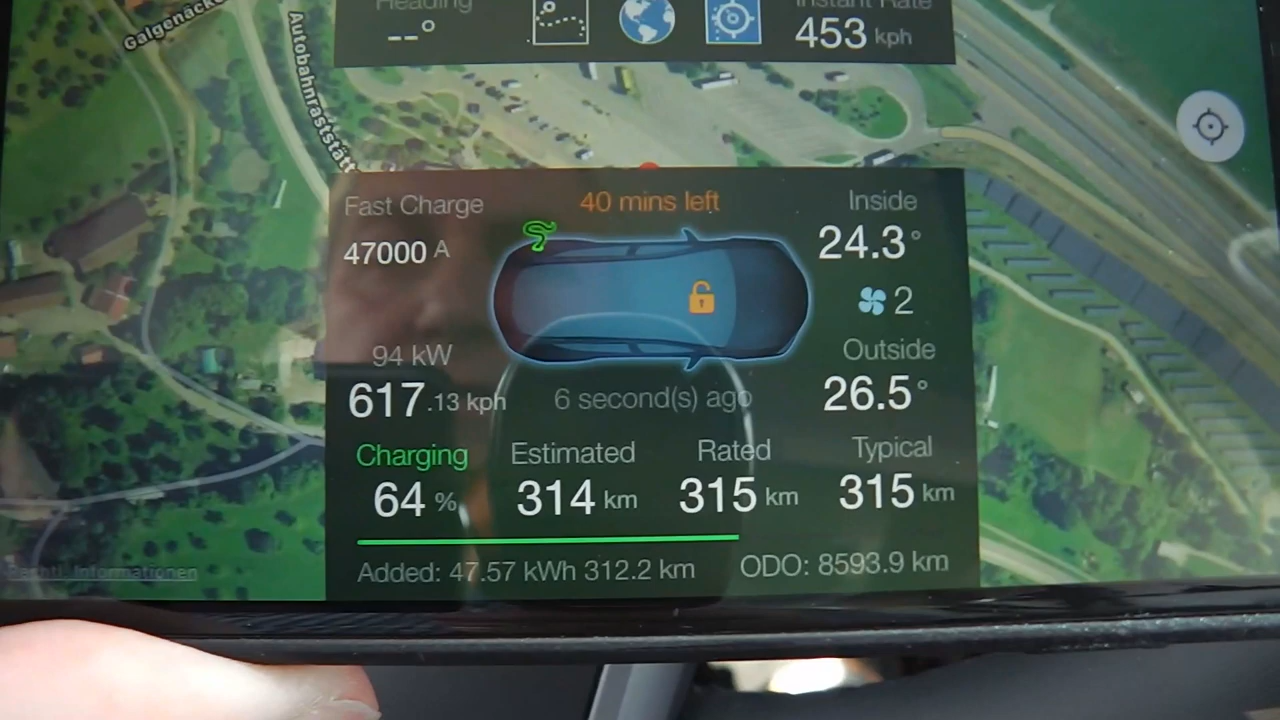 Galgenäcke
Autobahnraststätt
Heading
--°
Instant Rate
453 kph
Fast Charge
47000 A
40 mins left
Inside
24.3°
2
94 kW
617.13 kph
6 second(s) ago
Outside
26.5°
Charging
64 %
Estimated
314 km
Rated
315 km
Typical
315 km
Added: 47.57 kWh 312.2 km
ODO: 8593.9 km
Informationen